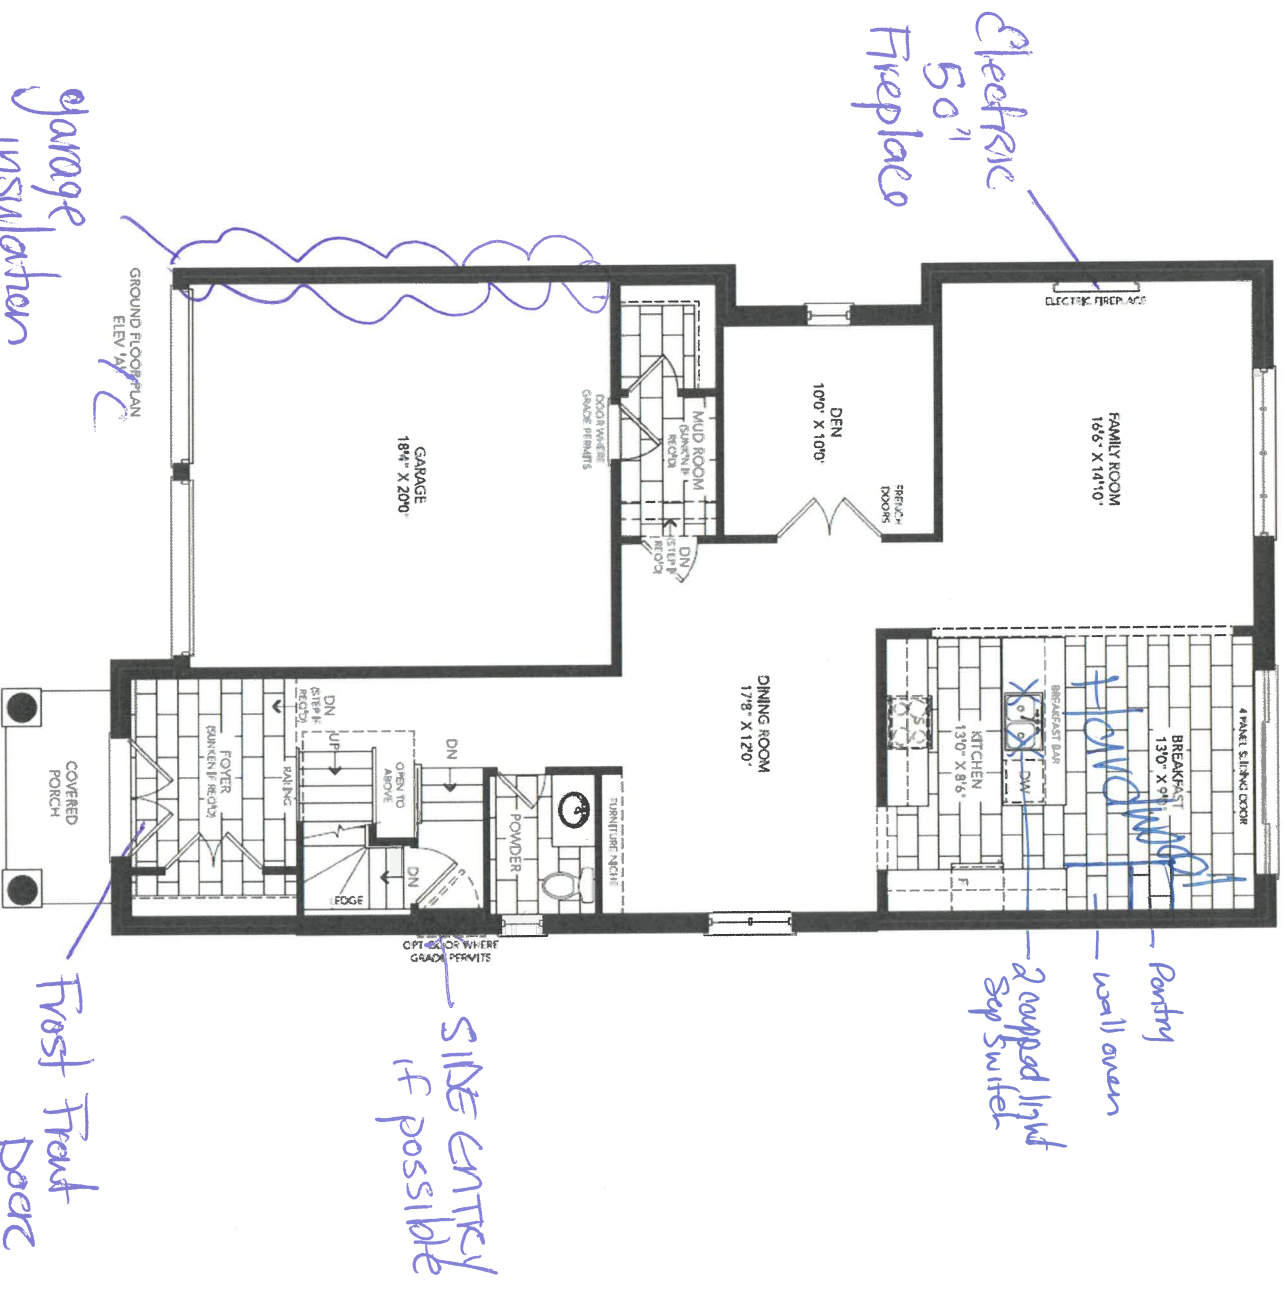 Electric
50"
Fireplace
ELECTRIC FIREPLACE
FAMILY ROOM
16'6" X 14'10"
4 PANEL SLIDING DOOR
BREAKFAST
13'0" X 9'0"
Hardwood
BREAKFAST BAR
DW
KITCHEN
13'0" X 8'6"
F
Pantry
wall oven
2 capped light
Sep Switch
FRENCH
DOORS
DEN
10'0" X 10'0"
DINING ROOM
17'8" X 12'0"
MUD ROOM
(SUNKEN IF
REQ'D)
DN
(STEP IF
REQ'D)
DOOR WHERE
GRADE PERMITS
FURNITURE NICHE
POWDER
GARAGE
18'4" X 20'0"
DN
OPEN TO
ABOVE
UP
DN
LEDGE
OPT DOOR WHERE
GRADE PERMITS
SIDE ENTRY
if possible
DN
(STEP IF
REQ'D)
RAILING
FOYER
(SUNKEN IF REQ'D)
COVERED
PORCH
GROUND FLOOR PLAN
ELEV 'A'
C
garage
insulation
Frost Front
Door